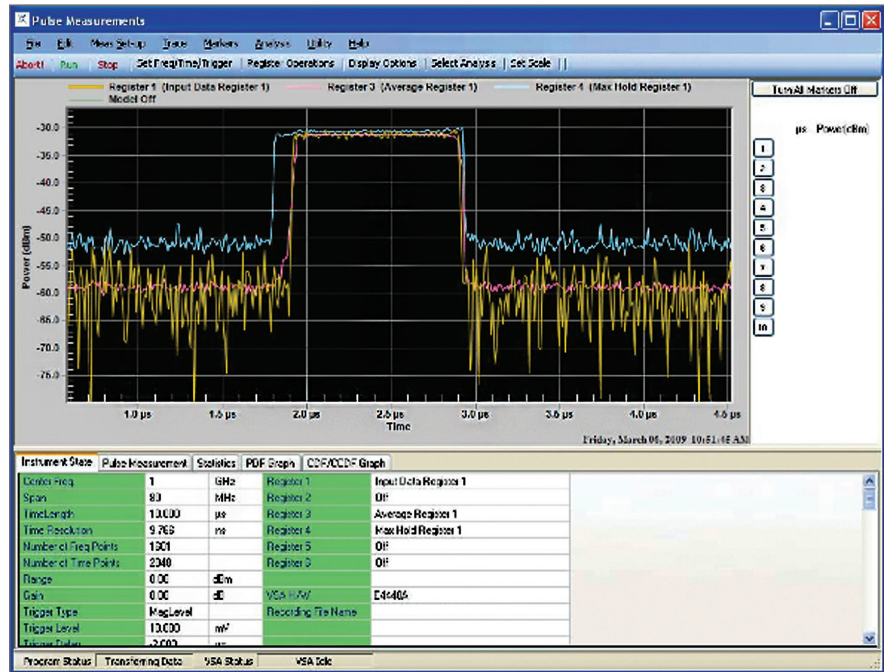 Pulse Measurements
File Edit Meas Set-up Trace Markers Analysis Utility Help
Abort! Run Stop Set Freq/Time/Trigger Register Operations Display Options Select Analysis Set Scale
Register 1 (Input Data Register 1) Register 3 (Average Register 1) Register 4 (Max Hold Register 1)
Model Off
Turn All Markers Off
µs Power(dBm)
1
2
3
4
5
6
7
8
9
10
Power (dBm)
-30.0
-35.0
-40.0
-45.0
-50.0
-55.0
-60.0
-65.0
-70.0
-75.0
1.0 µs 1.5 µs 2.0 µs 2.5 µs 3.0 µs 3.5 µs 4.0 µs 4.5 µs
Time
Friday, March 06, 2009 10:51:45 AM
Instrument State Pulse Measurement Statistics PDF Graph CDF/CCDF Graph
Center Freq 1 GHz Register 1 Input Data Register 1
Span 80 MHz Register 2 Off
TimeLength 10.000 µs Register 3 Average Register 1
Time Resolution 9.766 ns Register 4 Max Hold Register 1
Number of Freq Points 1601 Register 5 Off
Number of Time Points 2048 Register 6 Off
Range 0.00 dBm
Gain 0.00 dB VSA H/W E4440A
Trigger Type MagLevel Recording File Name
Trigger Level 10.000 mV
Trigger Delay -2.000 µs
Program Status Transferring Data VSA Status VSA Idle